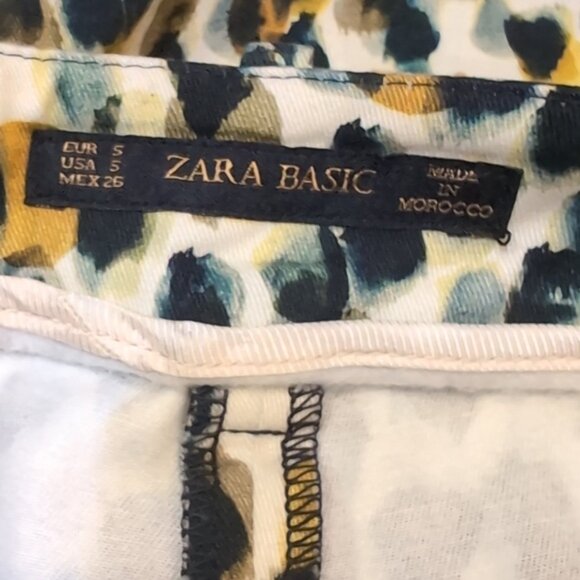 EUR S
USA S
MEX 26
ZARA BASIC
MADE
IN
MOROCCO